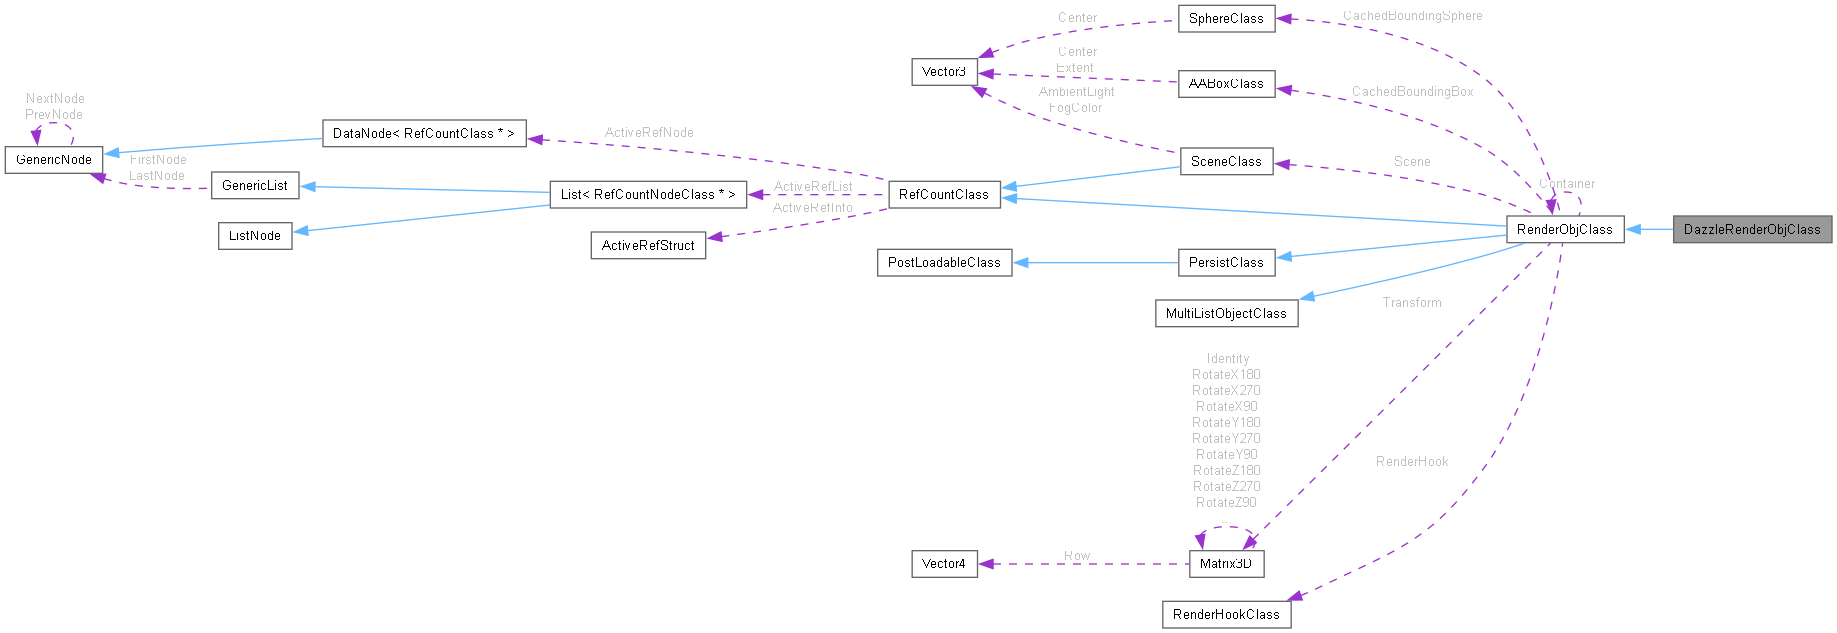 Center
SphereClass
CachedBoundingSphere
Vector3
Center
Extent
AABoxClass
CachedBoundingBox
AmbientLight
FogColor
NextNode
PrevNode
DataNode< RefCountClass * >
ActiveRefNode
GenericNode
FirstNode
LastNode
GenericList
List< RefCountNodeClass * >
ActiveRefList
ActiveRefInfo
RefCountClass
SceneClass
Scene
Container
ListNode
ActiveRefStruct
RenderObjClass
DazzleRenderObjClass
PostLoadableClass
PersistClass
MultiListObjectClass
Transform
Identity
RotateX180
RotateX270
RotateX90
RotateY180
RotateY270
RotateY90
RotateZ180
RotateZ270
RotateZ90
...
RenderHook
Vector4
Row
Matrix3D
RenderHookClass